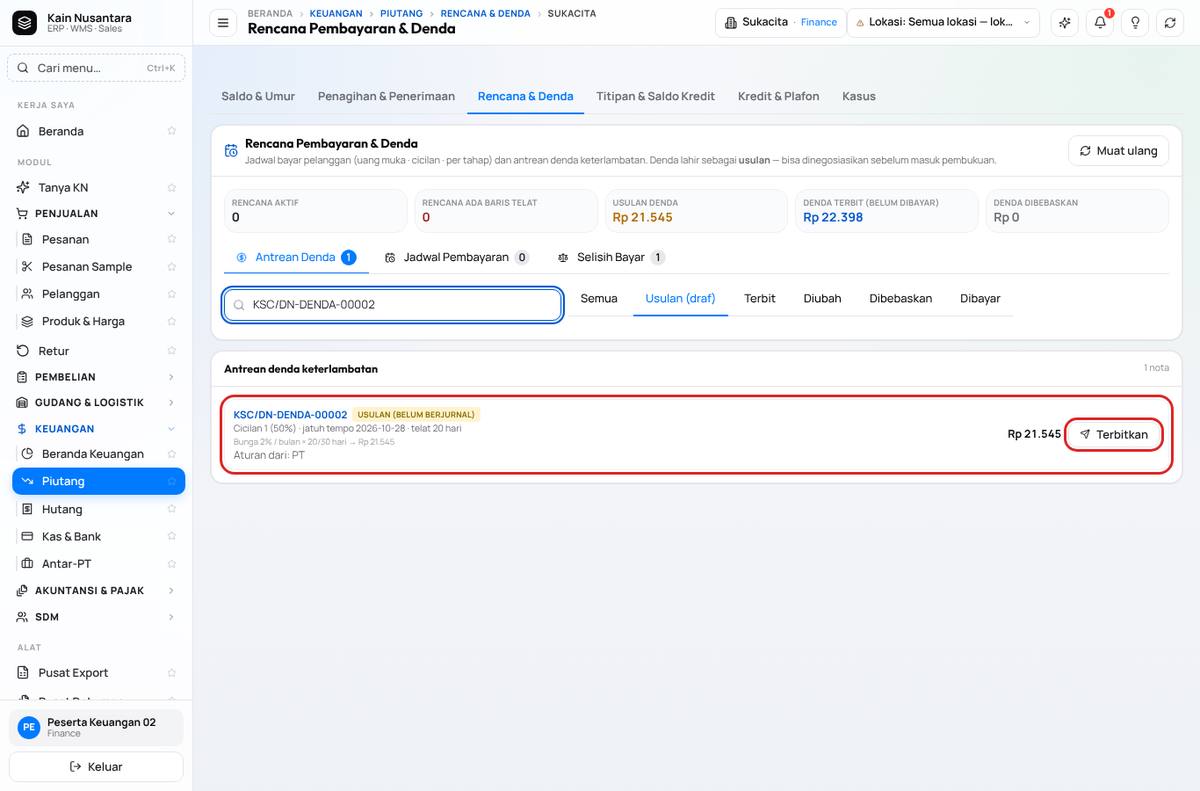 Kain Nusantara
ERP · WMS · Sales
Cari menu...
Ctrl+K
KERJA SAYA
Beranda
MODUL
Tanya KN
PENJUALAN
Pesanan
Pesanan Sample
Pelanggan
Produk & Harga
Retur
PEMBELIAN
GUDANG & LOGISTIK
KEUANGAN
Beranda Keuangan
Piutang
Hutang
Kas & Bank
Antar-PT
AKUNTANSI & PAJAK
SDM
ALAT
Pusat Export
PE
Peserta Keuangan 02
Finance
Keluar
BERANDA › KEUANGAN › PIUTANG › RENCANA & DENDA › SUKACITA
Rencana Pembayaran & Denda
Sukacita · Finance
Lokasi: Semua lokasi — lok...
1
Saldo & Umur
Penagihan & Penerimaan
Rencana & Denda
Titipan & Saldo Kredit
Kredit & Plafon
Kasus
Rencana Pembayaran & Denda
Jadwal bayar pelanggan (uang muka · cicilan · per tahap) dan antrean denda keterlambatan. Denda lahir sebagai usulan — bisa dinegosiasikan sebelum masuk pembukuan.
Muat ulang
RENCANA AKTIF
0
RENCANA ADA BARIS TELAT
0
USULAN DENDA
Rp 21.545
DENDA TERBIT (BELUM DIBAYAR)
Rp 22.398
DENDA DIBEBASKAN
Rp 0
Antrean Denda 1
Jadwal Pembayaran 0
Selisih Bayar 1
KSC/DN-DENDA-00002
Semua
Usulan (draf)
Terbit
Diubah
Dibebaskan
Dibayar
Antrean denda keterlambatan
1 nota
KSC/DN-DENDA-00002 USULAN (BELUM BERJURNAL)
Cicilan 1 (50%) · jatuh tempo 2026-10-28 · telat 20 hari
Bunga 2% / bulan × 20/30 hari → Rp 21.545
Aturan dari: PT
Rp 21.545
Terbitkan